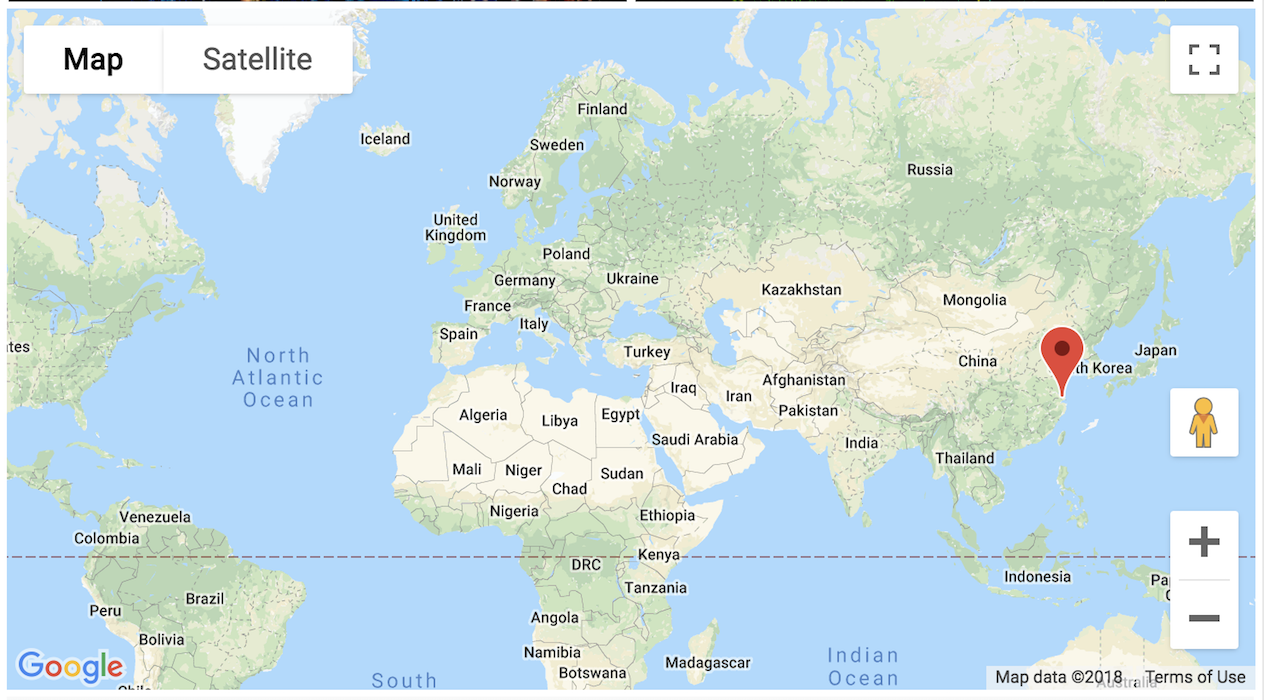 Map
Satellite
Finland
Iceland
Sweden
Russia
Norway
United
Kingdom
Poland
Germany
Ukraine
Kazakhstan
Mongolia
France
Italy
Spain
tes
Turkey
Japan
North
Atlantic
Ocean
China
th Korea
Iraq
Iran
Afghanistan
Pakistan
Algeria
Libya
Egypt
Saudi Arabia
India
Thailand
Mali
Niger
Sudan
Chad
Nigeria
Ethiopia
Venezuela
Colombia
Kenya
DRC
Tanzania
Indonesia
Pa
Peru
Brazil
Angola
Bolivia
Namibia
Botswana
Madagascar
Indian
Ocean
Google
South
Map data ©2018
Terms of Use
Australia